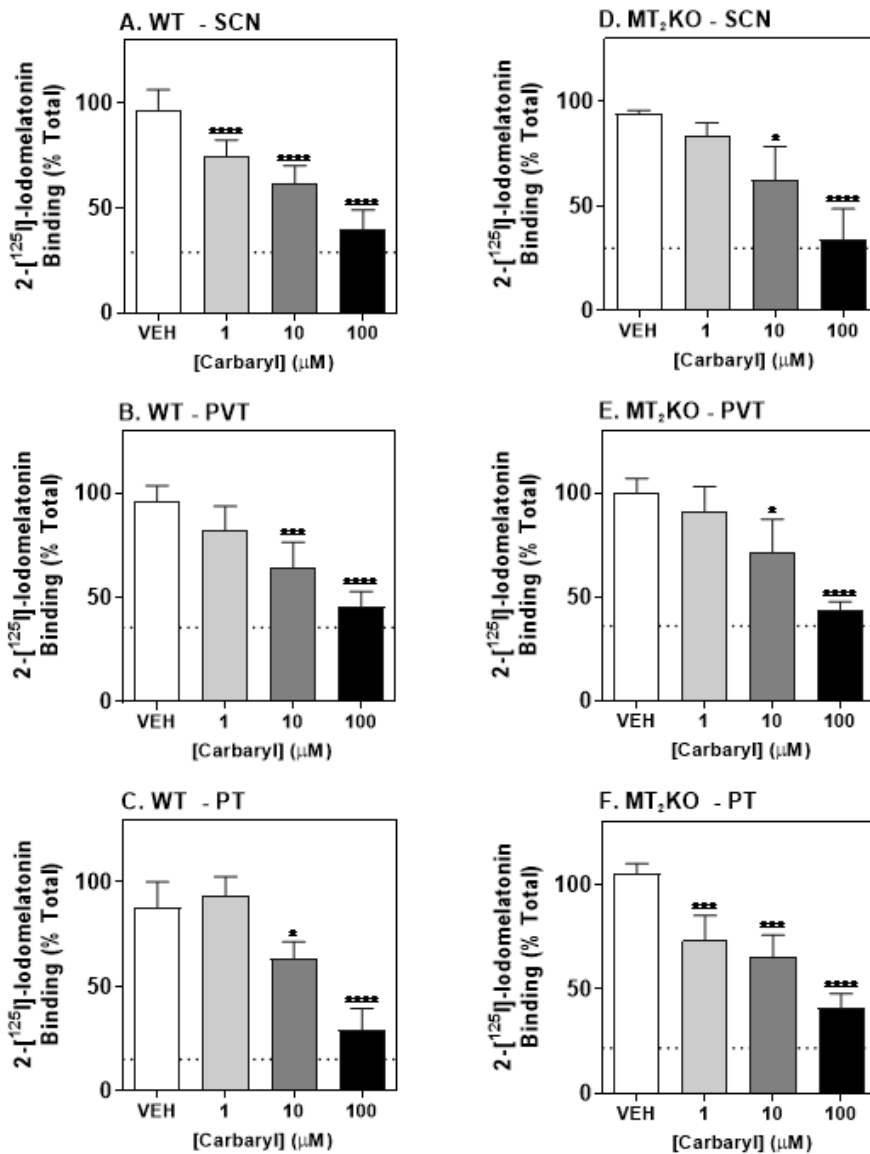 A. WT - SCN
2-[¹²⁵I]-Iodomelatonin
Binding (% Total)
100
50
0
****
****
****
VEH
1
10
100
[Carbaryl] (μM)
D. MT₂KO - SCN
2-[¹²⁵I]-Iodomelatonin
Binding (% Total)
100
50
0
*
****
VEH
1
10
100
[Carbaryl] (μM)
B. WT - PVT
2-[¹²⁵I]-Iodomelatonin
Binding (% Total)
100
50
0
***
****
VEH
1
10
100
[Carbaryl] (μM)
E. MT₂KO - PVT
2-[¹²⁵I]-Iodomelatonin
Binding (% Total)
100
50
0
*
****
VEH
1
10
100
[Carbaryl] (μM)
C. WT - PT
2-[¹²⁵I]-Iodomelatonin
Binding (% Total)
100
50
0
*
****
VEH
1
10
100
[Carbaryl] (μM)
F. MT₂KO - PT
2-[¹²⁵I]-Iodomelatonin
Binding (% Total)
100
50
0
***
***
****
VEH
1
10
100
[Carbaryl] (μM)